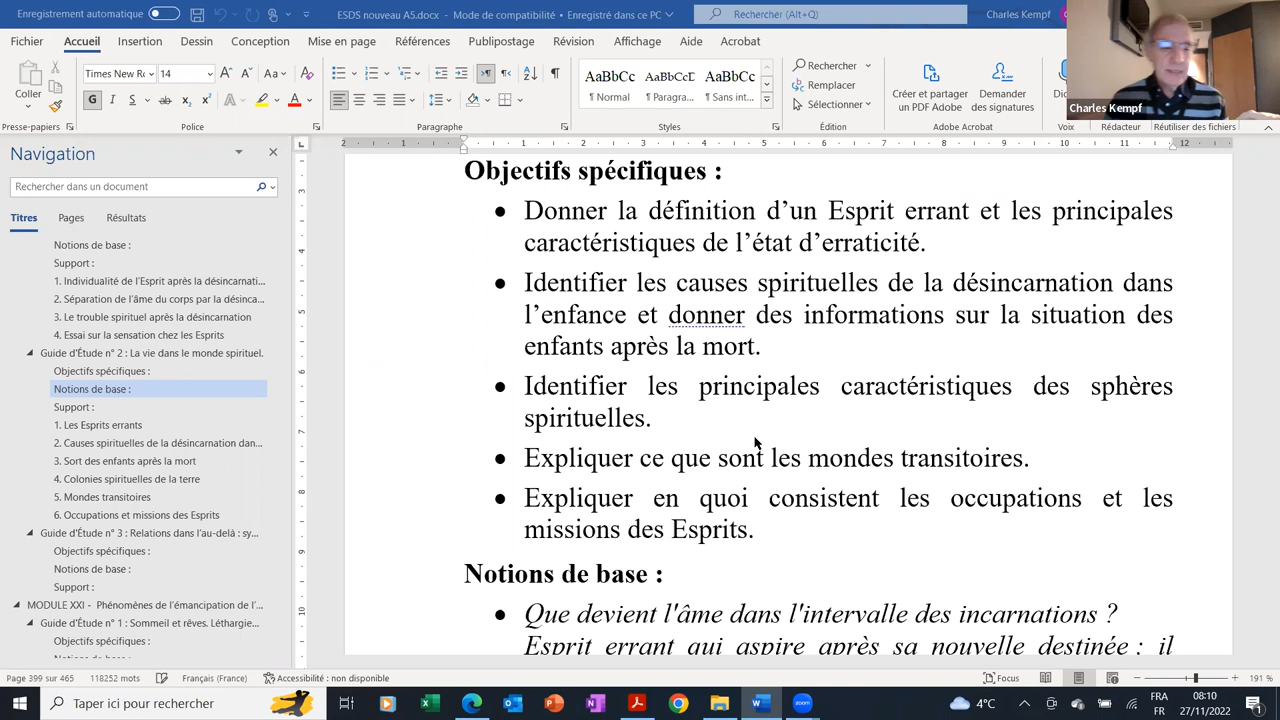 Enregistrement automatique
ESDS nouveau A5.doc - Mode de compatibilité - Enregistré dans ce PC
Rechercher (Alt+Q)
Charles Kempf
Fichier Accueil Insertion Dessin Conception Mise en page Références Publipostage Révision Affichage Aide Acrobat
Coller
Times New R 14
G I S
AaBbCc AaBbCcD AaBbCc
¶ Normal ¶ Paragra... ¶ Sans int...
Rechercher
Remplacer
Sélectionner
Créer et partager un PDF Adobe
Demander des signatures
Charles Kempf
Presse-papiers Police Paragraphe Styles Édition Adobe Acrobat Voix Rédacteur Réutiliser des fichiers
Navigation
Rechercher dans un document
Titres Pages Résultats
Notions de base :
Support :
1. Individualité de l'Esprit après la désincarnati...
2. Séparation de l'âme du corps par la désinca...
3. Le trouble spirituel après la désincarnation
4. Essai sur la sensation chez les Esprits
Guide d'Étude n° 2 : La vie dans le monde spirituel.
Objectifs spécifiques :
Notions de base :
Support :
1. Les Esprits errants
2. Causes spirituelles de la désincarnation dan...
3. Sort des enfants après la mort
4. Colonies spirituelles de la terre
5. Mondes transitoires
6. Occupations et missions des Esprits
Guide d'Étude n° 3 : Relations dans l'au-delà : sy...
Objectifs spécifiques :
Notions de base :
Support :
MODULE XXI - Phénomènes de l'émancipation de l'...
Guide d'Étude n° 1 : Sommeil et rêves. Léthargie...
Objectifs spécifiques :
Objectifs spécifiques :
• Donner la définition d'un Esprit errant et les principales
caractéristiques de l'état d'erraticité.
• Identifier les causes spirituelles de la désincarnation dans
l'enfance et donner des informations sur la situation des
enfants après la mort.
• Identifier les principales caractéristiques des sphères
spirituelles.
• Expliquer ce que sont les mondes transitoires.
• Expliquer en quoi consistent les occupations et les
missions des Esprits.
Notions de base :
• Que devient l'âme dans l'intervalle des incarnations ?
Esprit errant qui aspire après sa nouvelle destinée ; il
Page 399 sur 465 118252 mots Français (France) Accessibilité : non disponible Focus 191 %
Taper ici pour rechercher
4°C
FR
FR
08:10
27/11/2022